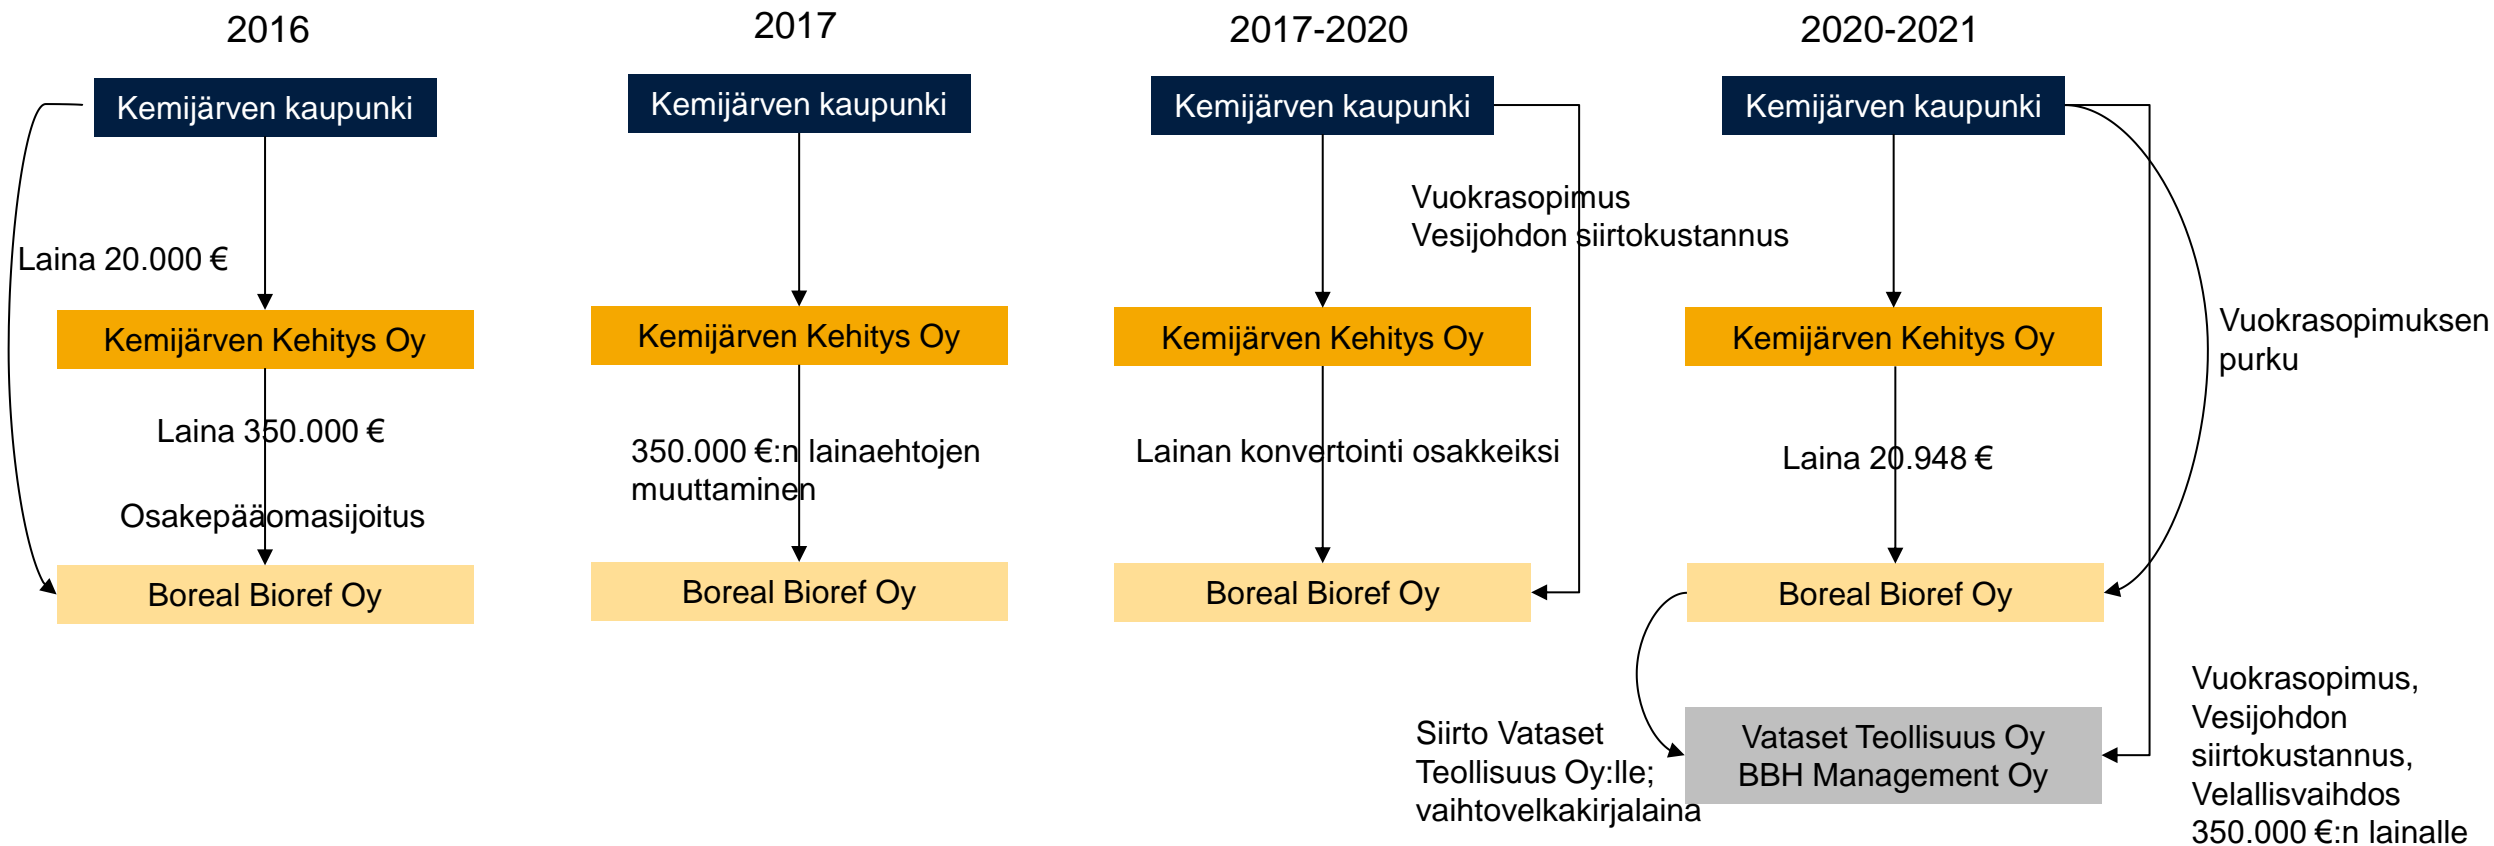 2016
Kemijärven kaupunki
Laina 20.000 €
Kemijärven Kehitys Oy
Laina 350.000 €
Osakepääomasijoitus
Boreal Bioref Oy
2017
Kemijärven kaupunki
Kemijärven Kehitys Oy
350.000 €:n lainaehtojen
muuttaminen
Boreal Bioref Oy
2017-2020
Kemijärven kaupunki
Vuokrasopimus
Vesijohdon siirtokustannus
Kemijärven Kehitys Oy
Lainan konvertointi osakkeiksi
Boreal Bioref Oy
2020-2021
Kemijärven kaupunki
Kemijärven Kehitys Oy
Vuokrasopimuksen
purku
Laina 20.948 €
Boreal Bioref Oy
Siirto Vataset
Teollisuus Oy:lle;
vaihtovelkakirjalaina
Vataset Teollisuus Oy
BBH Management Oy
Vuokrasopimus,
Vesijohdon
siirtokustannus,
Velallisvaihdos
350.000 €:n lainalle